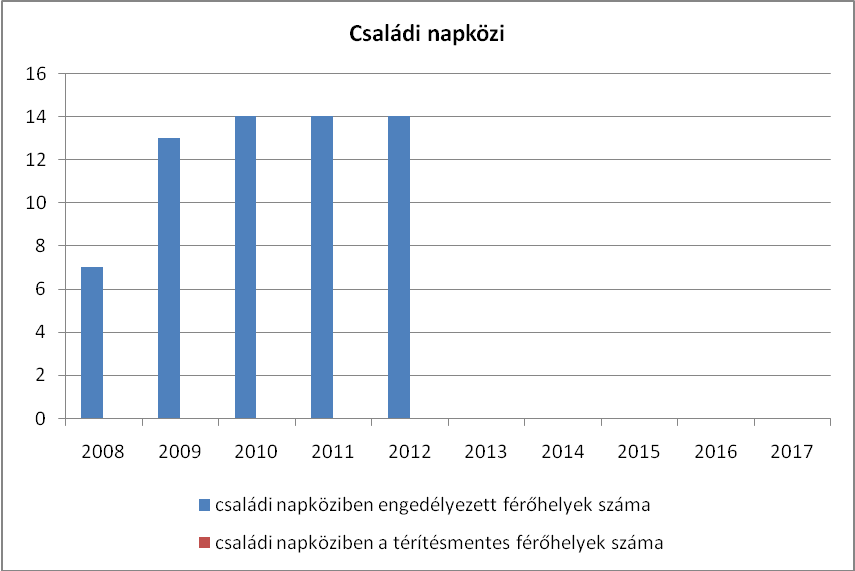 Családi napközi
16
14
12
10
8
6
4
2
0
2008 2009 2010 2011 2012 2013 2014 2015 2016 2017
családi napköziben engedélyezett férőhelyek száma
családi napköziben a térítésmentes férőhelyek száma